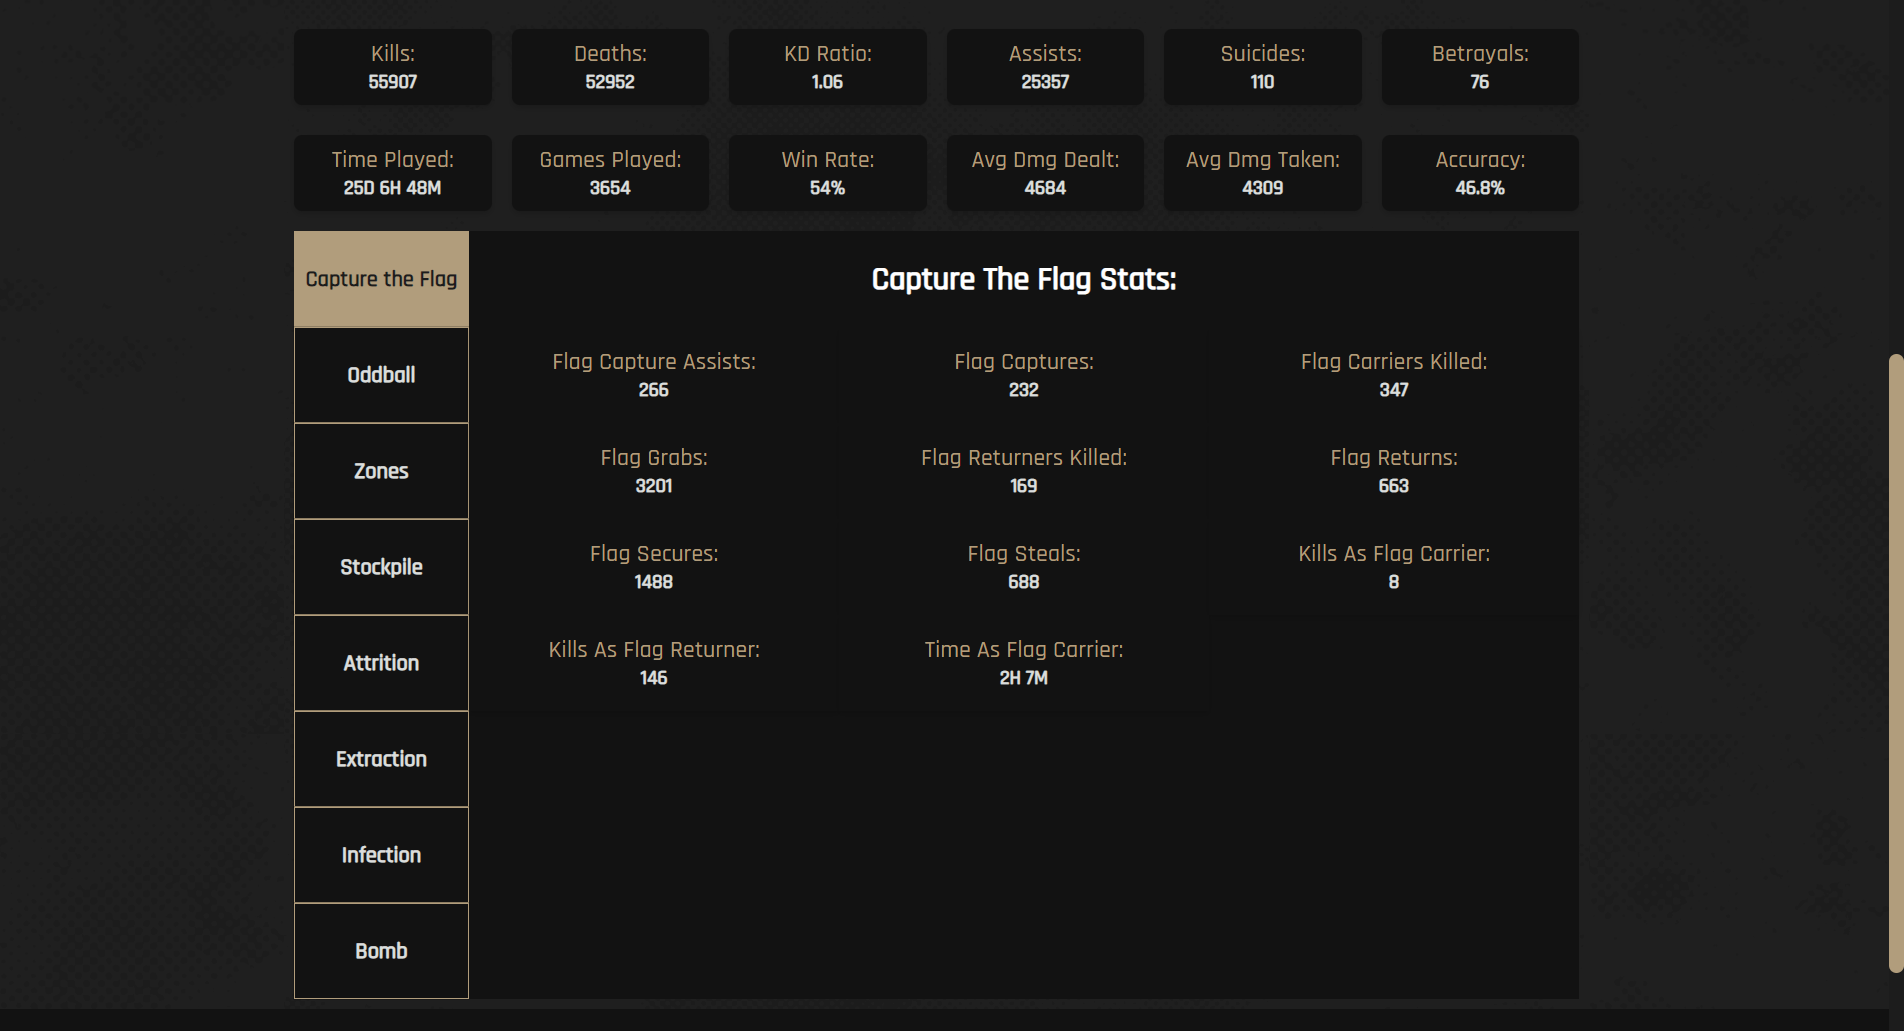 Kills:
55907
Deaths:
52952
KD Ratio:
1.06
Assists:
25357
Suicides:
110
Betrayals:
76
Time Played:
25D 6H 48M
Games Played:
3654
Win Rate:
54%
Avg Dmg Dealt:
4684
Avg Dmg Taken:
4309
Accuracy:
46.8%
Capture the Flag
Oddball
Zones
Stockpile
Attrition
Extraction
Infection
Bomb
Capture The Flag Stats:
Flag Capture Assists:
266
Flag Captures:
232
Flag Carriers Killed:
347
Flag Grabs:
3201
Flag Returners Killed:
169
Flag Returns:
663
Flag Secures:
1488
Flag Steals:
688
Kills As Flag Carrier:
8
Kills As Flag Returner:
146
Time As Flag Carrier:
2H 7M